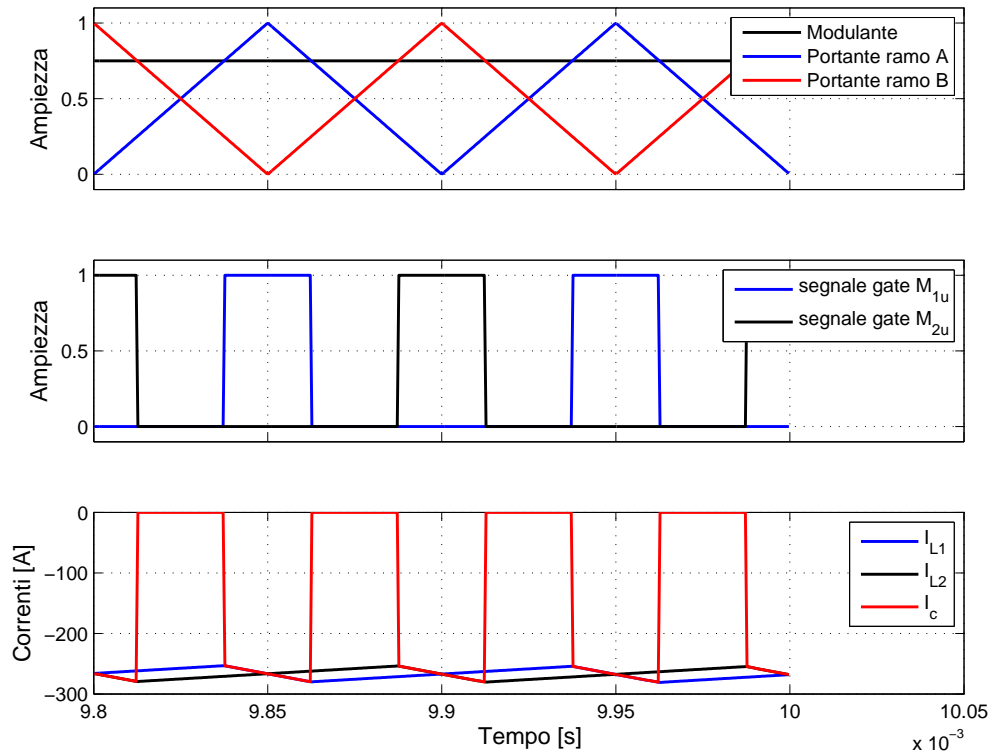 1
0.5
0
Ampiezza
Modulante
Portante ramo A
Portante ramo B
1
0.5
0
Ampiezza
segnale gate M1u
segnale gate M2u
0
−100
−200
−300
Correnti [A]
IL1
IL2
Ic
9.8 9.85 9.9 9.95 10 10.05
Tempo [s]
x 10−3